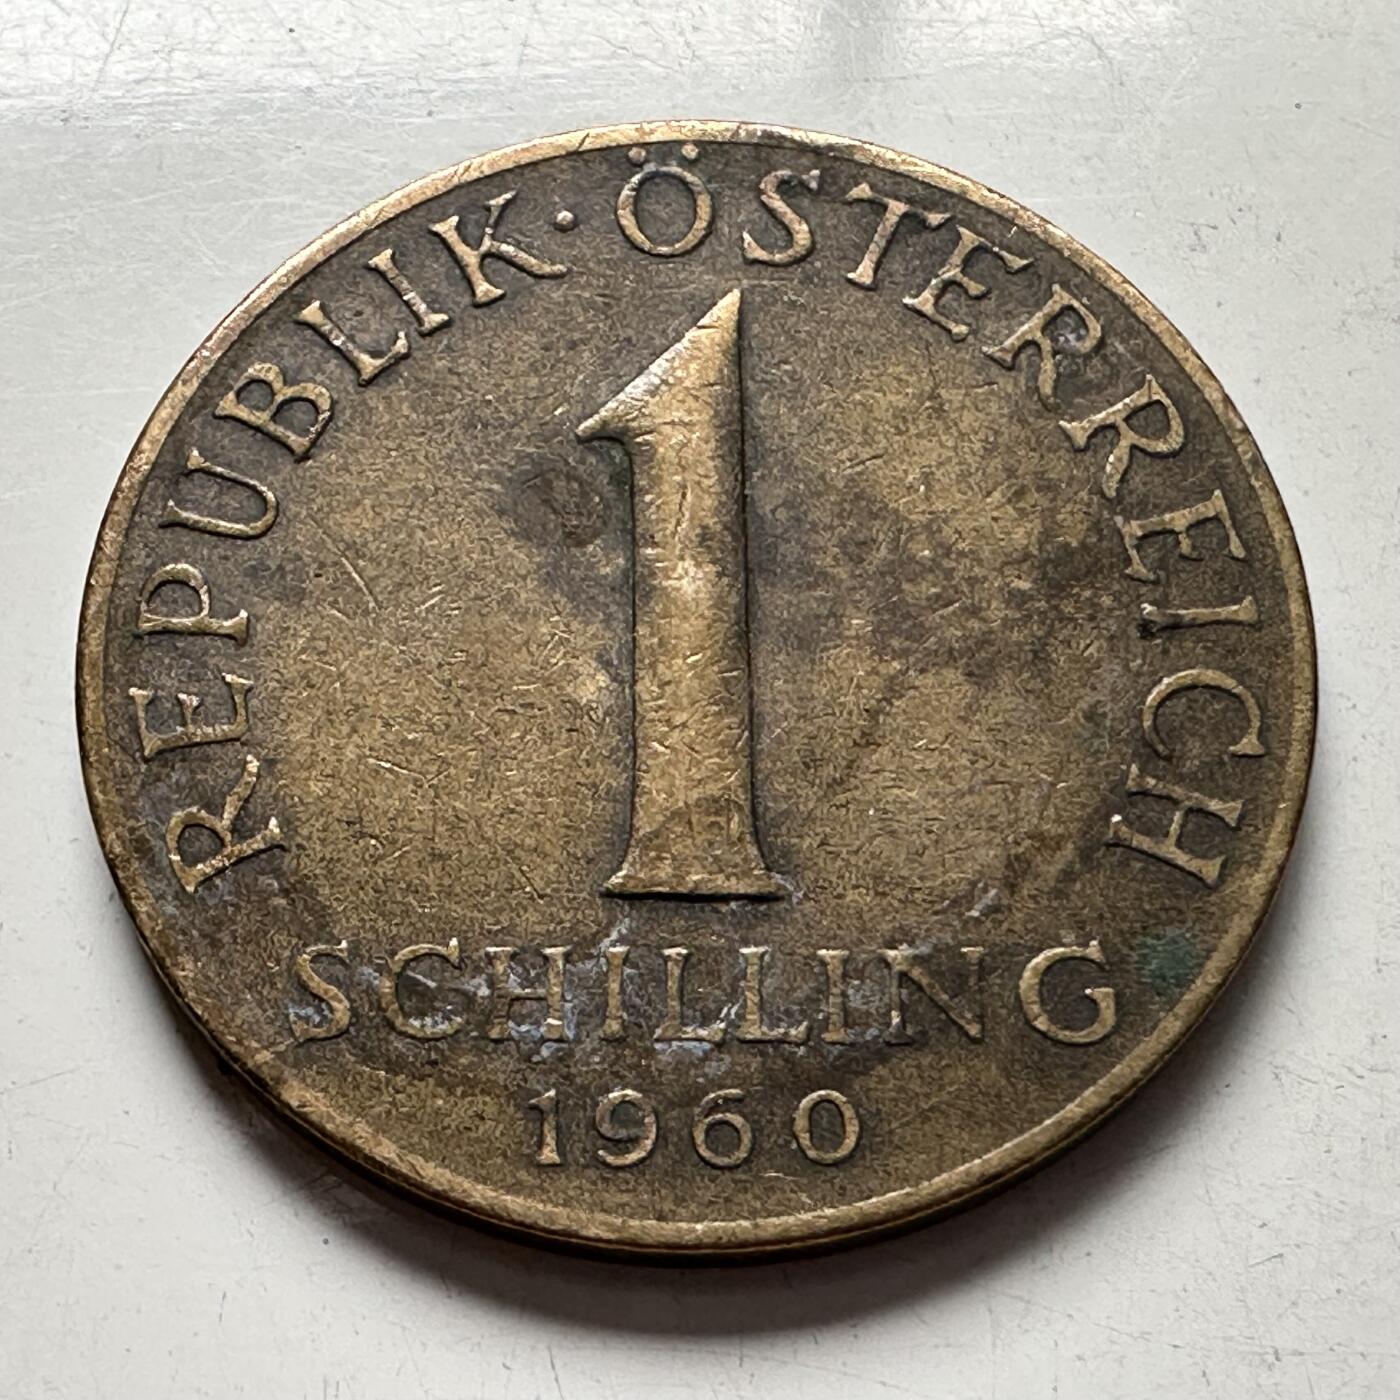 REPUBLIK · ÖSTERREICH
1
SCHILLING
1960